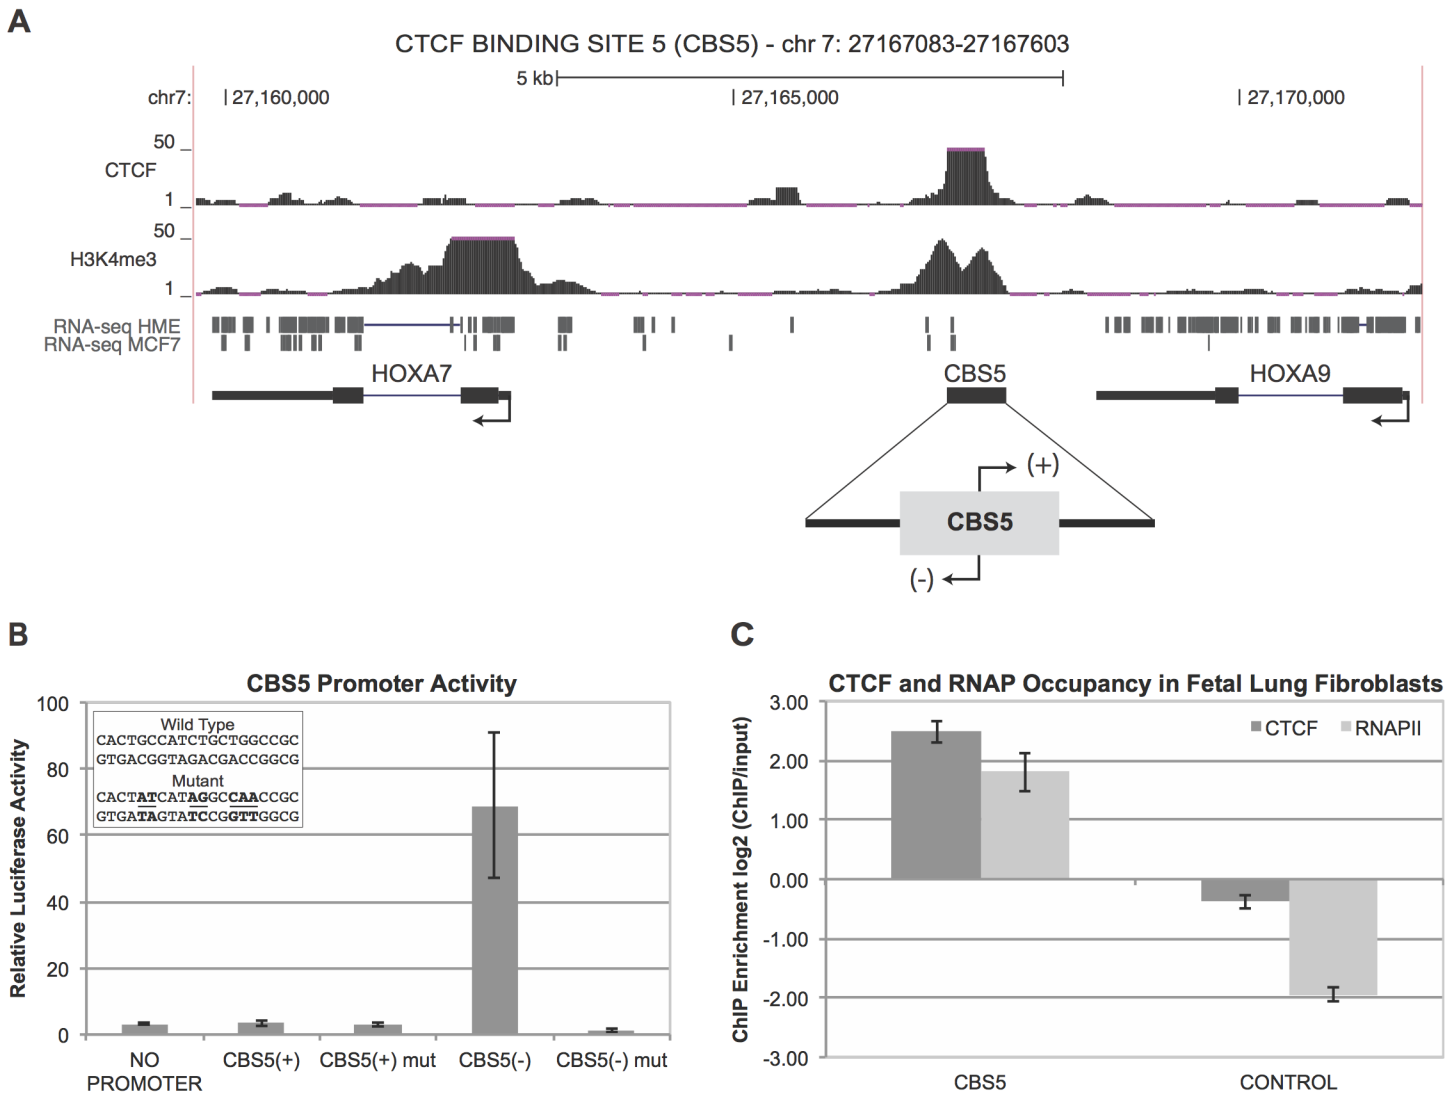 A
CTCF BINDING SITE 5 (CBS5) - chr 7: 27167083-27167603
5 kb
chr7: 27,160,000 27,165,000 27,170,000
50
CTCF
1
50
H3K4me3
1
RNA-seq HME
RNA-seq MCF7
HOXA7 CBS5 HOXA9
(+)
CBS5
(-)
B
CBS5 Promoter Activity
Relative Luciferase Activity
100
80
60
40
20
0
Wild Type
CACTGCCATCTGCTGGCCGC
GTGACGGTAGACGACCGGCG
Mutant
CACTATCATAGGCCAACCGC
GTGATAGTATCCGGTTGGCG
NO PROMOTER
CBS5(+)
CBS5(+) mut
CBS5(-)
CBS5(-) mut
C
CTCF and RNAP Occupancy in Fetal Lung Fibroblasts
ChIP Enrichment log2 (ChIP/input)
3.00
2.00
1.00
0.00
-1.00
-2.00
-3.00
CTCF RNAPII
CBS5 CONTROL